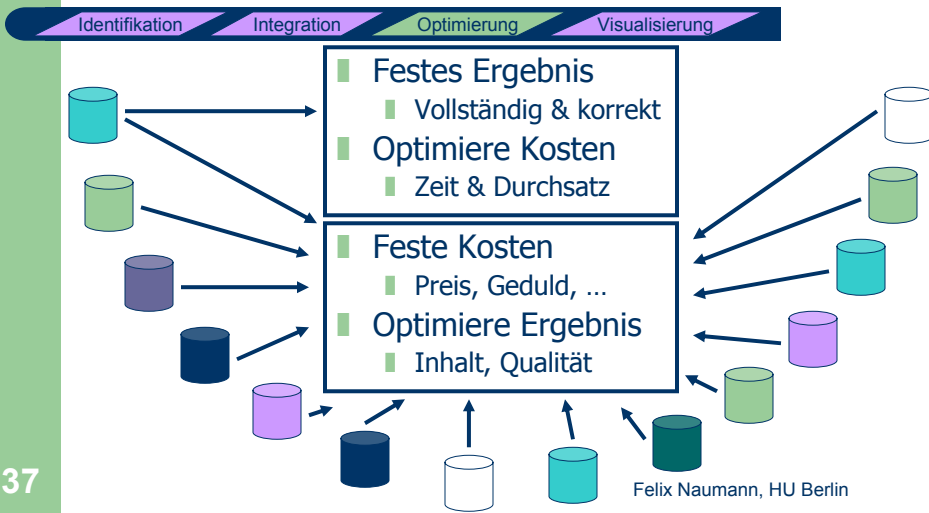 Identifikation Integration Optimierung Visualisierung
Festes Ergebnis
Vollständig & korrekt
Optimiere Kosten
Zeit & Durchsatz
Feste Kosten
Preis, Geduld, …
Optimiere Ergebnis
Inhalt, Qualität
37
Felix Naumann, HU Berlin